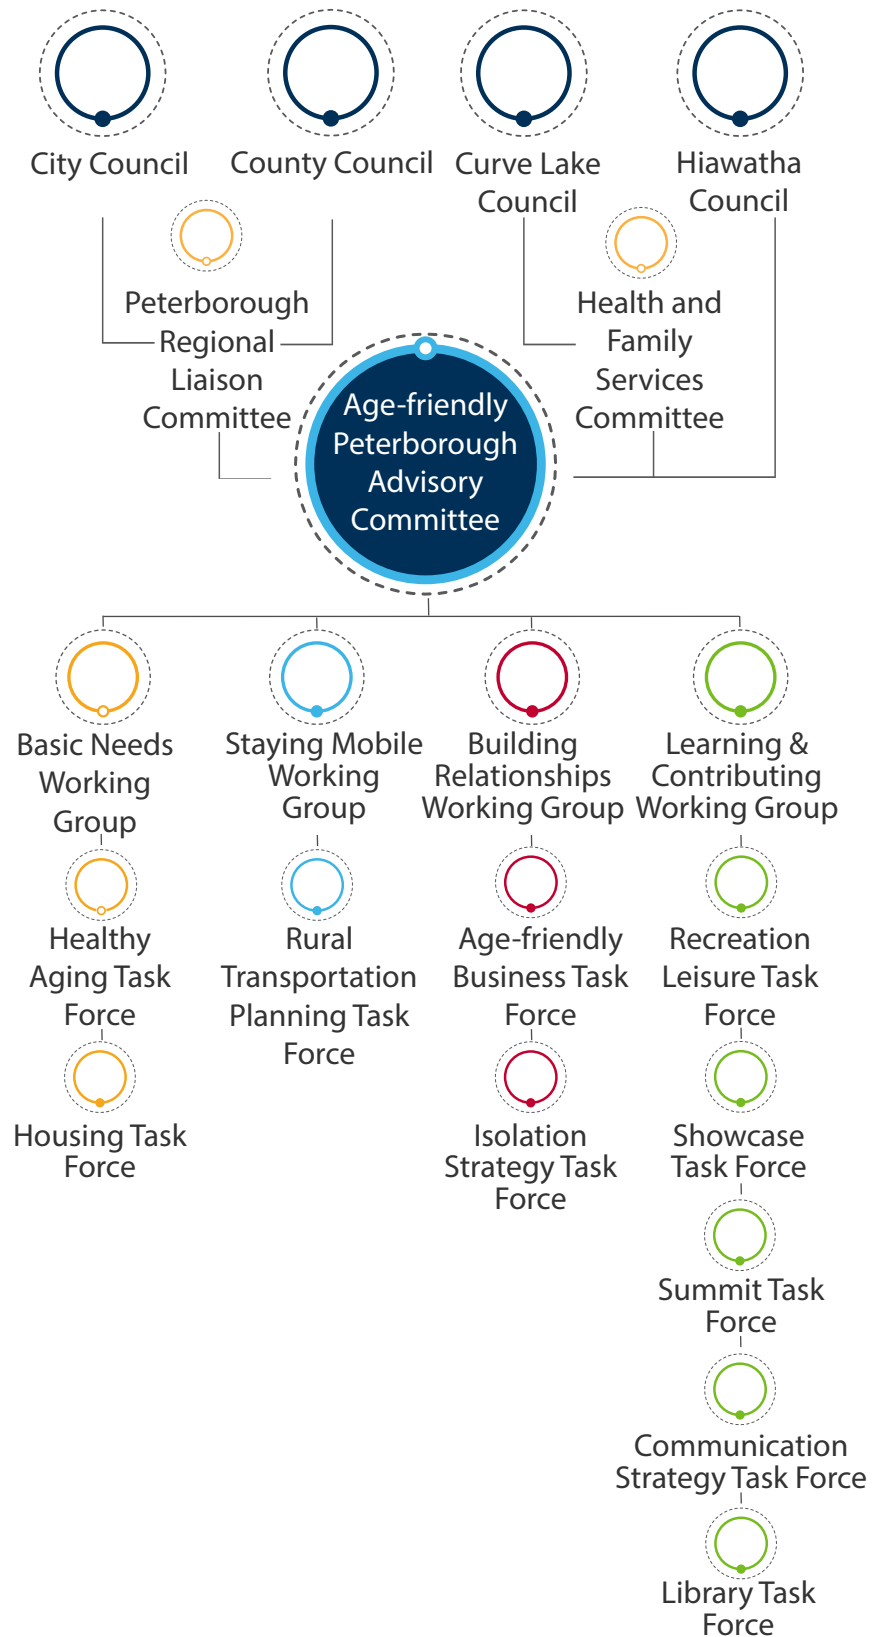 City Council
County Council
Curve Lake
Council
Hiawatha
Council
Peterborough
Regional
Liaison
Committee
Health and
Family
Services
Committee
Age-friendly
Peterborough
Advisory
Committee
Basic Needs
Working
Group
Staying Mobile
Working
Group
Building
Relationships
Working Group
Learning &
Contributing
Working Group
Healthy
Aging Task
Force
Rural
Transportation
Planning Task
Force
Age-friendly
Business Task
Force
Recreation
Leisure Task
Force
Housing Task
Force
Isolation
Strategy Task
Force
Showcase
Task Force
Summit Task
Force
Communication
Strategy Task Force
Library Task
Force